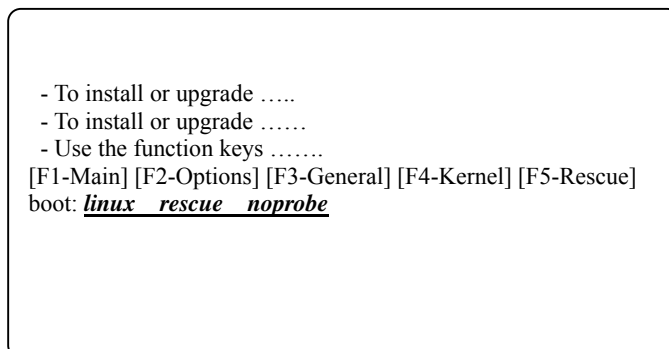 - To install or upgrade …..
- To install or upgrade ……
- Use the function keys …….
[F1-Main] [F2-Options] [F3-General] [F4-Kernel] [F5-Rescue]
boot: linux rescue noprobe